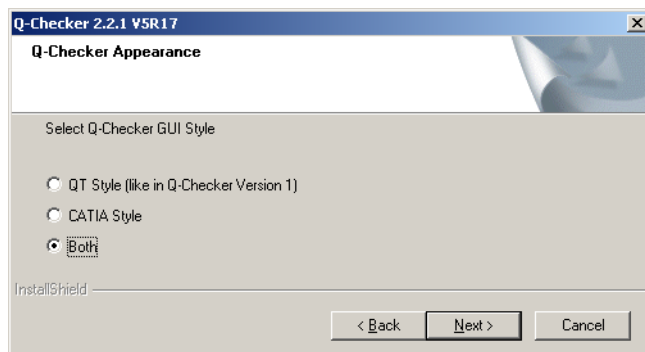 Q-Checker 2.2.1 V5R17
Q-Checker Appearance
Select Q-Checker GUI Style
QT Style (like in Q-Checker Version 1)
CATIA Style
Both
InstallShield
< Back Next > Cancel